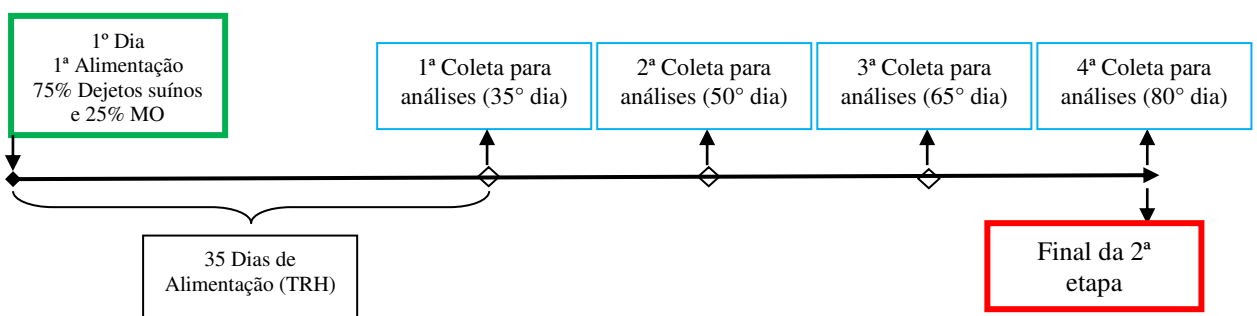 1º Dia
1ª Alimentação
75% Dejetos suínos
e 25% MO
1ª Coleta para
análises (35° dia)
2ª Coleta para
análises (50° dia)
3ª Coleta para
análises (65° dia)
4ª Coleta para
análises (80° dia)
35 Dias de
Alimentação (TRH)
Final da 2ª
etapa